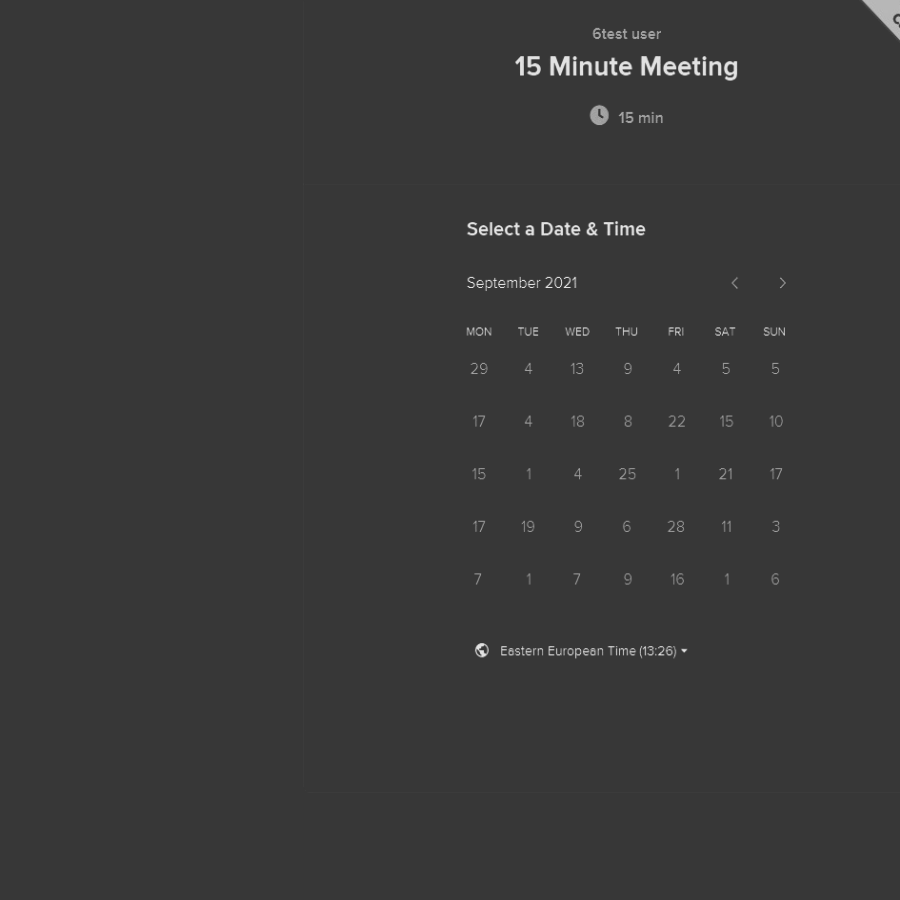 6test user
15 Minute Meeting
15 min
Select a Date & Time
September 2021
MON TUE WED THU FRI SAT SUN
29 4 13 9 4 5 5
17 4 18 8 22 15 10
15 1 4 25 1 21 17
17 19 9 6 28 11 3
7 1 7 9 16 1 6
Eastern European Time (13:26)